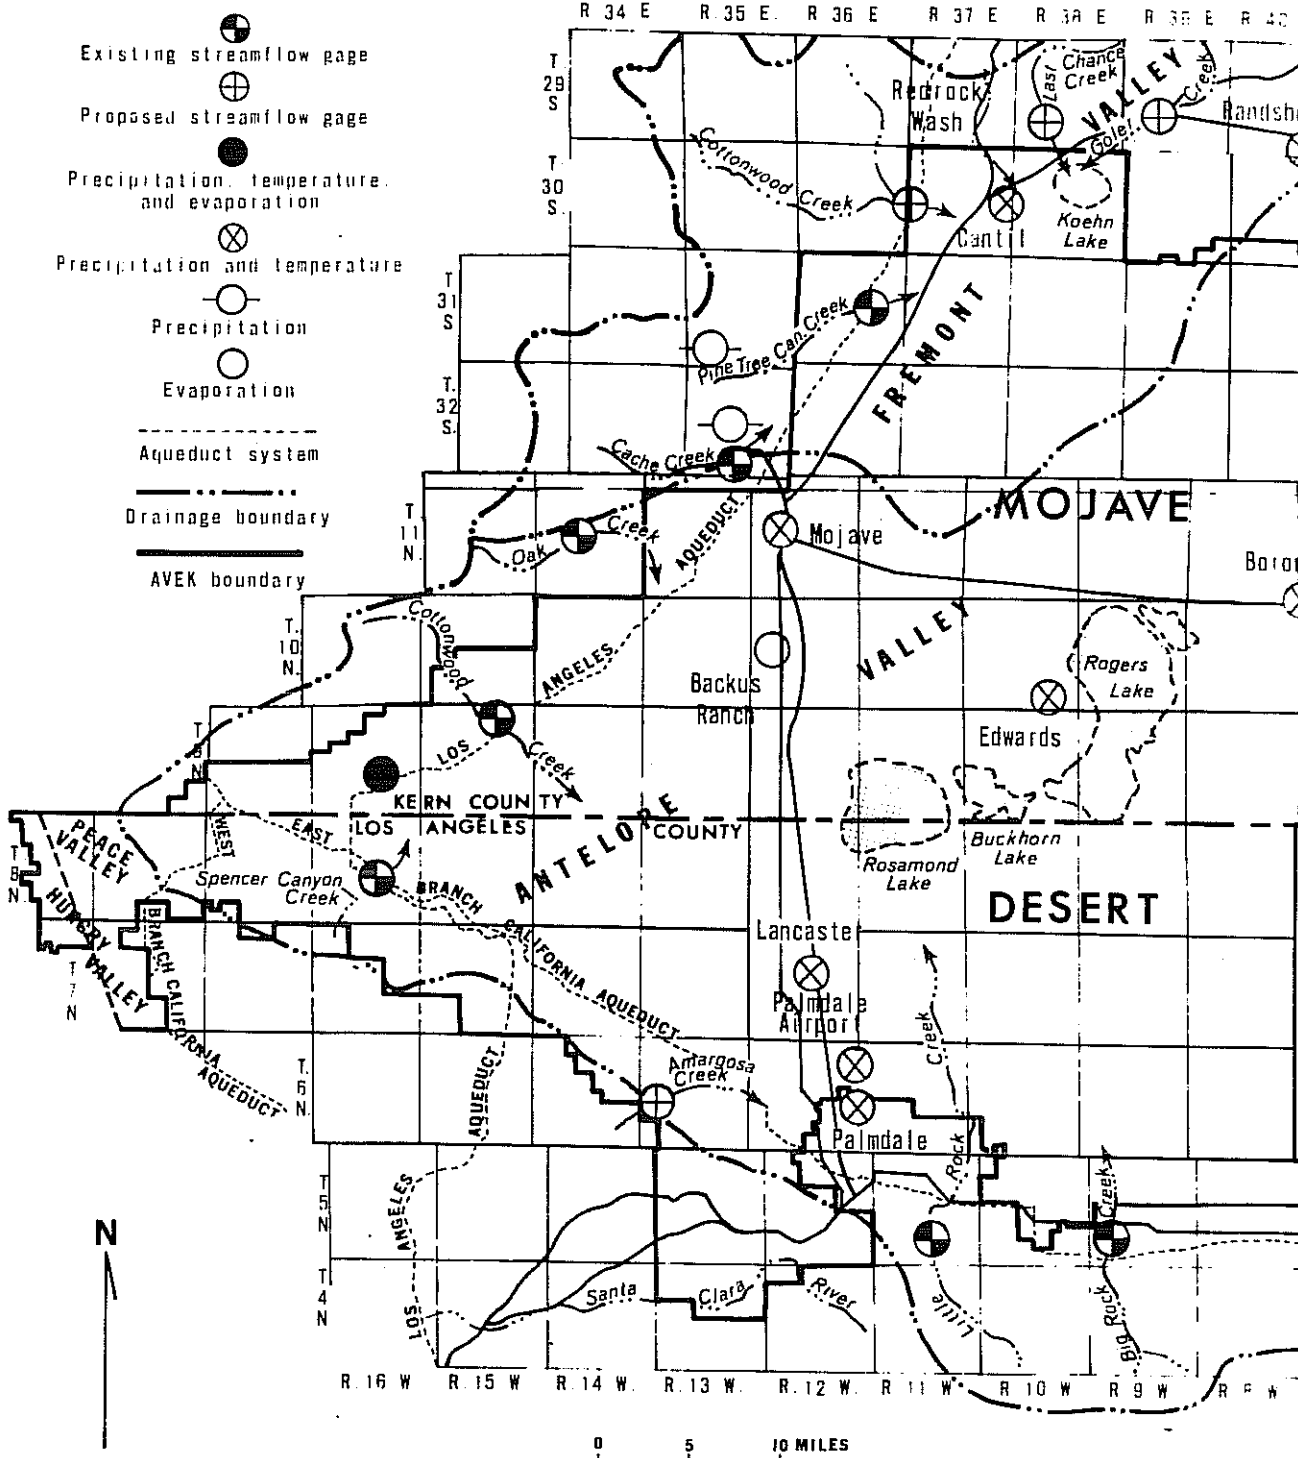 R 34 E R. 35 E. R 36 E R 37 E R 38 E R 39 E R 40
Existing streamflow gage
Proposed streamflow gage
Precipitation, temperature,
and evaporation
Precipitation and temperature
Precipitation
Evaporation
Aqueduct system
Drainage boundary
AVEK boundary
T
29
S
T
30
S.
T
31
S
T.
32
S.
T
11
N.
T.
10
N.
T
9
N
T
8
N.
T
7
N
T.
6
N.
T
5
N
T
4
N
Redrock
Wash
Last
Chance
Creek
VALLEY
Goler
Creek
Randsb
Cottonwood Creek
Cantil
Koehn
Lake
FREMONT
Pine Tree Can. Creek
Cache Creek
Oak Creek
AQUEDUCT
MOJAVE
Mojave
Boron
Cottonwood
Creek
ANGELES
LOS
VALLEY
Backus
Ranch
Rogers
Lake
Edwards
KERN COUNTY
LOS ANGELES COUNTY
ANTELOPE
PEACE
VALLEY
WEST
EAST
HUNGRY
VALLEY
Spencer Canyon
Creek
BRANCH
CALIFORNIA AQUEDUCT
BRANCH CALIFORNIA
AQUEDUCT
Rosamond
Lake
Buckhorn
Lake
DESERT
Lancaster
Palmdale
Airport
Palmdale
Amargosa
Creek
AQUEDUCT
ANGELES
LOS
Creek
Rock
Little
Creek
Big Rock
Santa Clara River
N
R. 16 W R. 15 W R. 14 W. R. 13 W. R. 12 W. R 11 W R 10 W R 9 W R 8 W
0 5 10 MILES